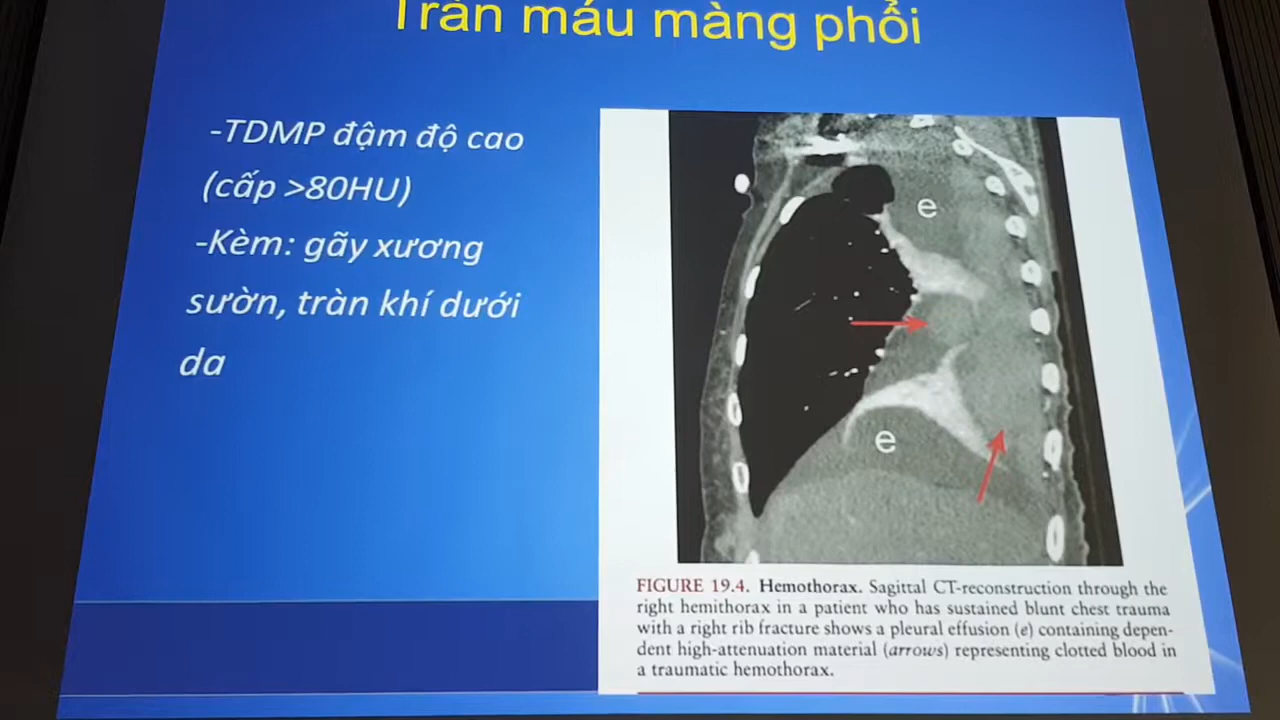 Tràn máu màng phổi
-TDMP đậm độ cao
(cấp >80HU)
-Kèm: gãy xương
sườn, tràn khí dưới
da
e
e
FIGURE 19.4. Hemothorax. Sagittal CT-reconstruction through the
right hemithorax in a patient who has sustained blunt chest trauma
with a right rib fracture shows a pleural effusion (e) containing depen-
dent high-attenuation material (arrows) representing clotted blood in
a traumatic hemothorax.